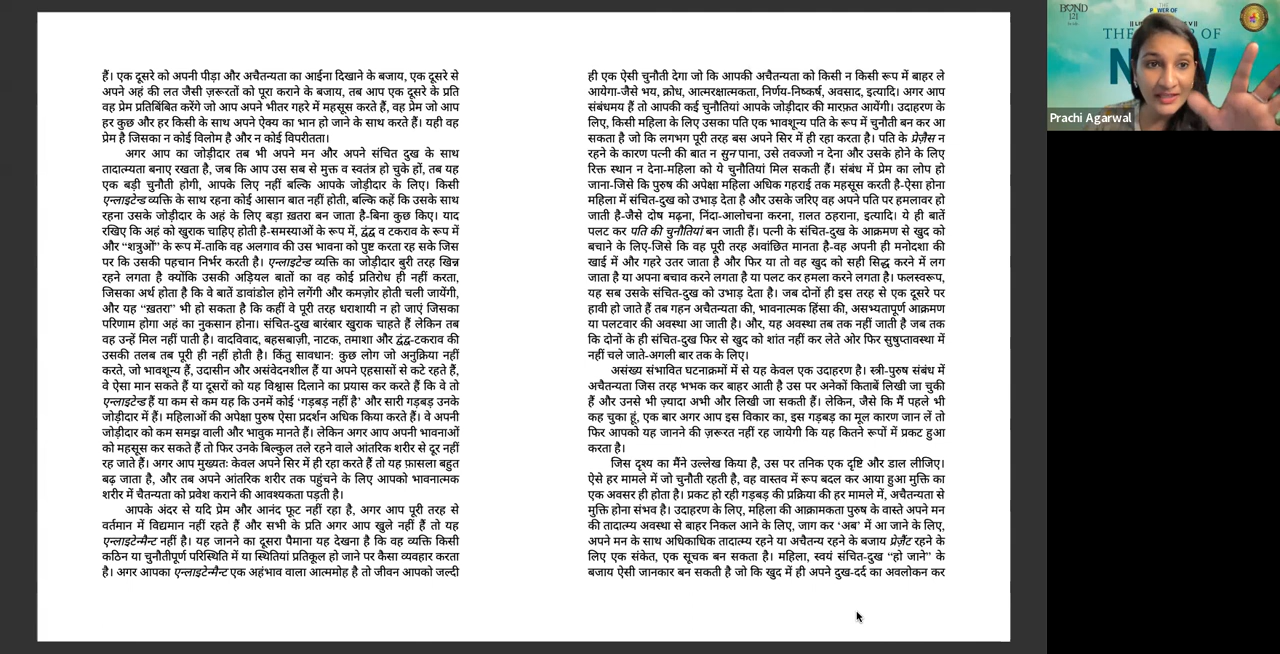 हैं। एक दूसरे को अपनी पीड़ा और अचैतन्यता का आईना दिखाने के बजाय, एक दूसरे से
अपने अहं की लत जैसी ज़रूरतों को पूरा कराने के बजाय, तब आप एक दूसरे के प्रति
वह प्रेम प्रतिबिंबित करेंगे जो आप अपने भीतर गहरे में महसूस करते हैं, वह प्रेम जो आप
हर कुछ और हर किसी के साथ अपने ऐक्य का भान हो जाने के साथ करते हैं। यही वह
प्रेम है जिसका न कोई विलोम है और न कोई विपरीतता।
अगर आप का जोड़ीदार तब भी अपने मन और अपने संचित दुख के साथ
तादात्म्यता बनाए रखता है, जब कि आप उस सब से मुक्त व स्वतंत्र हो चुके हों, तब यह
एक बड़ी चुनौती होगी, आपके लिए नहीं बल्कि आपके जोड़ीदार के लिए। किसी
एन्लाइटेन्ड व्यक्ति के साथ रहना कोई आसान बात नहीं होती, बल्कि कहें कि उसके साथ
रहना उसके जोड़ीदार के अहं के लिए बड़ा ख़तरा बन जाता है-बिना कुछ किए। याद
रखिए कि अहं को खुराक चाहिए होती है-समस्याओं के रूप में, द्वंद्व व टकराव के रूप में
और “शत्रुओं” के रूप में-ताकि वह अलगाव की उस भावना को पुष्ट करता रह सके जिस
पर कि उसकी पहचान निर्भर करती है। एन्लाइटेन्ड व्यक्ति का जोड़ीदार बुरी तरह खिन्न
रहने लगता है क्योंकि उसकी अड़ियल बातों का वह कोई प्रतिरोध ही नहीं करता,
जिसका अर्थ होता है कि वे बातें डावांडोल होने लगेंगी और कमज़ोर होती चली जायेंगी,
और यह “ख़तरा” भी हो सकता है कि कहीं वे पूरी तरह धराशायी न हो जाएं जिसका
परिणाम होगा अहं का नुकसान होना। संचित-दुख बारंबार खुराक चाहते हैं लेकिन तब
वह उन्हें मिल नहीं पाती है। वादविवाद, बहसबाज़ी, नाटक, तमाशा और द्वंद्व-टकराव की
उसकी तलब तब पूरी ही नहीं होती है। किंतु सावधान: कुछ लोग जो अनुक्रिया नहीं
करते, जो भावशून्य हैं, उदासीन और असंवेदनशील हैं या अपने एहसासों से कटे रहते हैं,
वे ऐसा मान सकते हैं या दूसरों को यह विश्वास दिलाने का प्रयास कर करते हैं कि वे तो
एन्लाइटेन्ड हैं या कम से कम यह कि उनमें कोई ‘गड़बड़ नहीं है’ और सारी गड़बड़ उनके
जोड़ीदार में हैं। महिलाओं की अपेक्षा पुरुष ऐसा प्रदर्शन अधिक किया करते हैं। वे अपनी
जोड़ीदार को कम समझ वाली और भावुक मानते हैं। लेकिन अगर आप अपनी भावनाओं
को महसूस कर सकते हैं तो फिर उनके बिल्कुल तले रहने वाले आंतरिक शरीर से दूर नहीं
रह जाते हैं। अगर आप मुख्यत: केवल अपने सिर में ही रहा करते हैं तो यह फ़ासला बहुत
बढ़ जाता है, और तब अपने आंतरिक शरीर तक पहुंचने के लिए आपको भावनात्मक
शरीर में चैतन्यता को प्रवेश कराने की आवश्यकता पड़ती है।
आपके अंदर से यदि प्रेम और आनंद फूट नहीं रहा है, अगर आप पूरी तरह से
वर्तमान में विद्यमान नहीं रहते हैं और सभी के प्रति अगर आप खुले नहीं हैं तो यह
एन्लाइटेन्मैन्ट नहीं है। यह जानने का दूसरा पैमाना यह देखना है कि वह व्यक्ति किसी
कठिन या चुनौतीपूर्ण परिस्थिति में या स्थितियां प्रतिकूल हो जाने पर कैसा व्यवहार करता
है। अगर आपका एन्लाइटेन्मैन्ट एक अहंभाव वाला आत्ममोह है तो जीवन आपको जल्दी
ही एक ऐसी चुनौती देगा जो कि आपकी अचैतन्यता को किसी न किसी रूप में बाहर ले
आयेगा-जैसे भय, क्रोध, आत्मरक्षात्मकता, निर्णय-निष्कर्ष, अवसाद, इत्यादि। अगर आप
संबंधमय हैं तो आपकी कई चुनौतियां आपके जोड़ीदार की मारफ़त आयेंगी। उदाहरण के
लिए, किसी महिला के लिए उसका पति एक भावशून्य पति के रूप में चुनौती बन कर आ
सकता है जो कि लगभग पूरी तरह बस अपने सिर में ही रहा करता है। पति के प्रेज़ैंस न
रहने के कारण पत्नी की बात न सुन पाना, उसे तवज्जो न देना और उसके होने के लिए
रिक्त स्थान न देना-महिला को ये चुनौतियां मिल सकती हैं। संबंध में प्रेम का लोप हो
जाना-जिसे कि पुरुष की अपेक्षा महिला अधिक गहराई तक महसूस करती है-ऐसा होना
महिला में संचित-दुख को उभाड़ देता है और उसके जरिए वह अपने पति पर हमलावर हो
जाती है-जैसे दोष मढ़ना, निंदा-आलोचना करना, ग़लत ठहराना, इत्यादि। ये ही बातें
पलट कर पति की चुनौतियां बन जाती हैं। पत्नी के संचित-दुख के आक्रमण से खुद को
बचाने के लिए-जिसे कि वह पूरी तरह अवांछित मानता है-वह अपनी ही मनोदशा की
खाई में और गहरे उतर जाता है और फिर या तो वह खुद को सही सिद्ध करने में लग
जाता है या अपना बचाव करने लगता है या पलट कर हमला करने लगता है। फलस्वरूप,
यह सब उसके संचित-दुख को उभाड़ देता है। जब दोनों ही इस तरह से एक दूसरे पर
हावी हो जाते हैं तब गहन अचैतन्यता की, भावनात्मक हिंसा की, असभ्यतापूर्ण आक्रमण
या पलटवार की अवस्था आ जाती है। और, यह अवस्था तब तक नहीं जाती है जब तक
कि दोनों के ही संचित-दुख फिर से खुद को शांत नहीं कर लेते ओर फिर सुषुप्तावस्था में
नहीं चले जाते-अगली बार तक के लिए।
असंख्य संभावित घटनाक्रमों में से यह केवल एक उदाहरण है। स्त्री-पुरुष संबंध में
अचैतन्यता जिस तरह भभक कर बाहर आती है उस पर अनेकों किताबें लिखी जा चुकी
हैं और उनसे भी ज़्यादा अभी और लिखी जा सकती हैं। लेकिन, जैसे कि मैं पहले भी
कह चुका हूं, एक बार अगर आप इस विकार का, इस गड़बड़ का मूल कारण जान लें तो
फिर आपको यह जानने की ज़रूरत नहीं रह जायेगी कि यह कितने रूपों में प्रकट हुआ
करता है।
जिस दृश्य का मैंने उल्लेख किया है, उस पर तनिक एक दृष्टि और डाल लीजिए।
ऐसे हर मामले में जो चुनौती रहती है, वह वास्तव में रूप बदल कर आया हुआ मुक्ति का
एक अवसर ही होता है। प्रकट हो रही गड़बड़ की प्रक्रिया की हर मामले में, अचैतन्यता से
मुक्ति होना संभव है। उदाहरण के लिए, महिला की आक्रामकता पुरुष के वास्ते अपने मन
की तादात्म्य अवस्था से बाहर निकल आने के लिए, जाग कर ‘अब’ में आ जाने के लिए,
अपने मन के साथ अधिकाधिक तादात्म्य रहने या अचैतन्य रहने के बजाय प्रेज़ैंट रहने के
लिए एक संकेत, एक सूचक बन सकता है। महिला, स्वयं संचित-दुख “हो जाने” के
बजाय ऐसी जानकार बन सकती है जो कि खुद में ही अपने दुख-दर्द का अवलोकन कर
BOND
THE
POWER OF
THE
OF
Prachi Agarwal